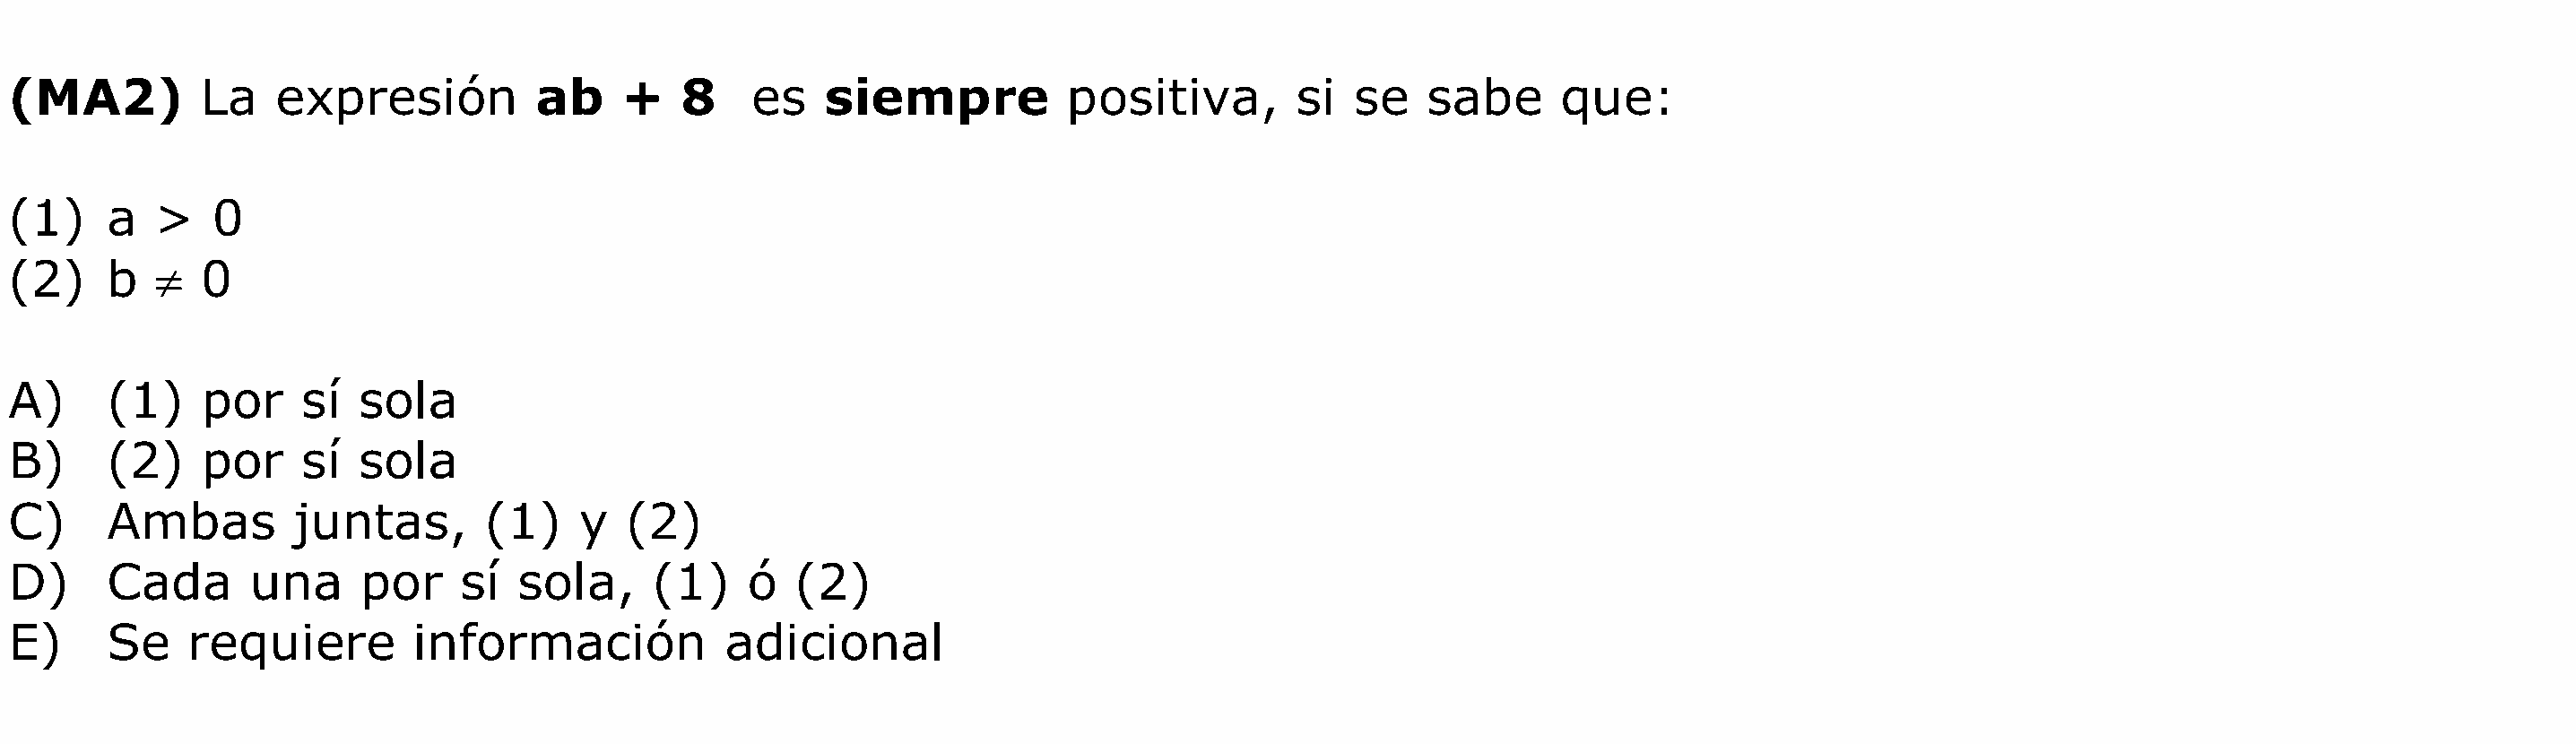 (MA2) La expresión ab + 8 es siempre positiva, si se sabe que:
(1) a > 0
(2) b ≠ 0
A) (1) por sí sola
B) (2) por sí sola
C) Ambas juntas, (1) y (2)
D) Cada una por sí sola, (1) ó (2)
E) Se requiere información adicional